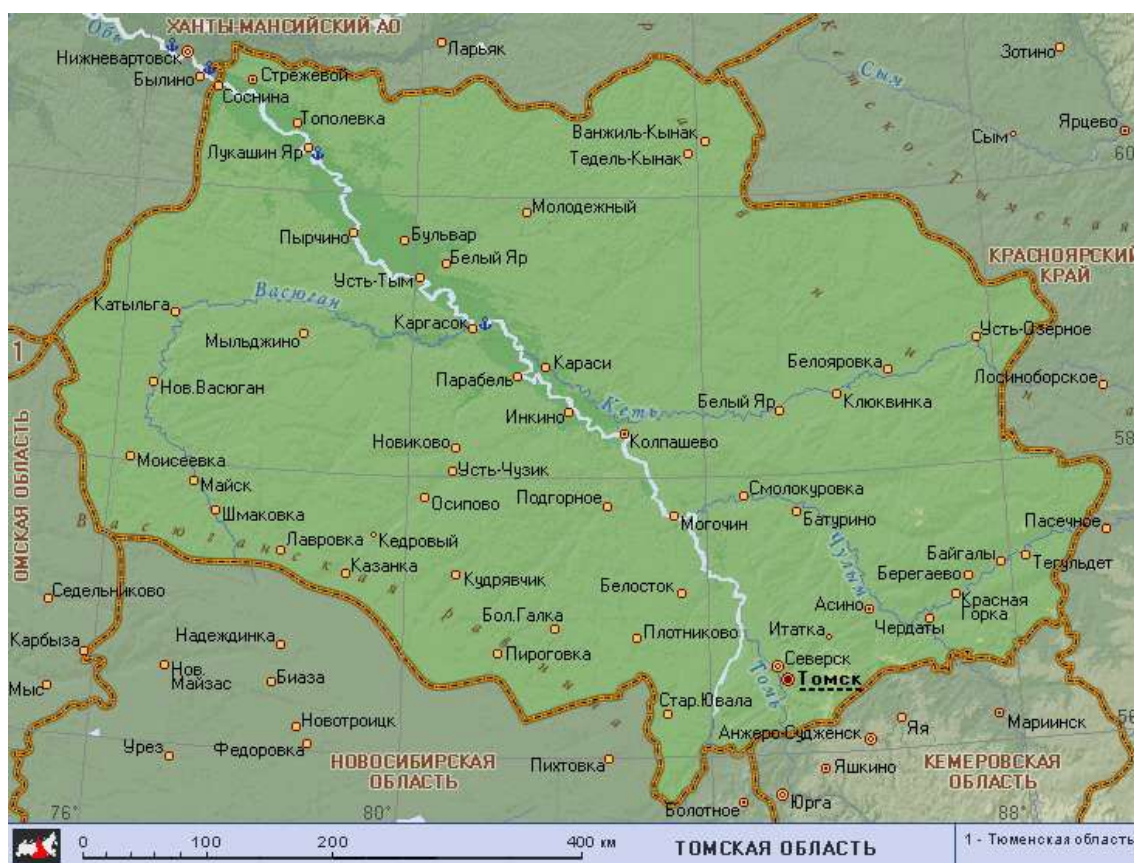 ХАНТЫ-МАНСИЙСКИЙ АО
Обь
Нижневартовск
Ларьяк
Зотино
Былино
Стрежевой
Соснина
Сым
Кетско-Тымская
Тополевка
Ванжиль-Кынак
Ярцево
Сым
Лукашин Яр
Тедель-Кынак
60
Молодежный
Пырчино
Бульвар
Белый Яр
КРАСНОЯРСКИЙ
КРАЙ
Усть-Тым
Васюган
Катыльга
Каргасок
Усть-Озерное
Мыльджино
1
Караси
Белояровка
Нов.Васюган
Парабель
Лосиноборское
Кеть
Белый Яр
Клюквинка
Инкино
Новиково
Колпашево
58
ОМСКАЯ ОБЛАСТЬ
Моисеевка
Усть-Чузик
Майск
Осипово
Подгорное
Смолокуровка
Шмаковка
Могочин
Батурино
Пасечное
Васюганская равнина
Лавровка
Кедровый
Чулым
Байгалы
Тегульдет
Казанка
Кудрявчик
Берегаево
Седельниково
Белосток
Асино
Красная
Горка
Бол.Галка
Итатка
Чердаты
Карбыза
Надеждинка
Плотниково
Пироговка
Северск
Нов.
Майзас
Биаза
Томь
Томск
Мыс
Стар.Ювала
Новотроицк
Анжеро-Судженск
Яя
Мариинск
56
Урез
Федоровка
НОВОСИБИРСКАЯ
ОБЛАСТЬ
Пихтовка
Яшкино
КЕМЕРОВСКАЯ
ОБЛАСТЬ
Болотное
Юрга
76°
80°
88°
0 100 200 400 км
ТОМСКАЯ ОБЛАСТЬ
1 - Тюменская область